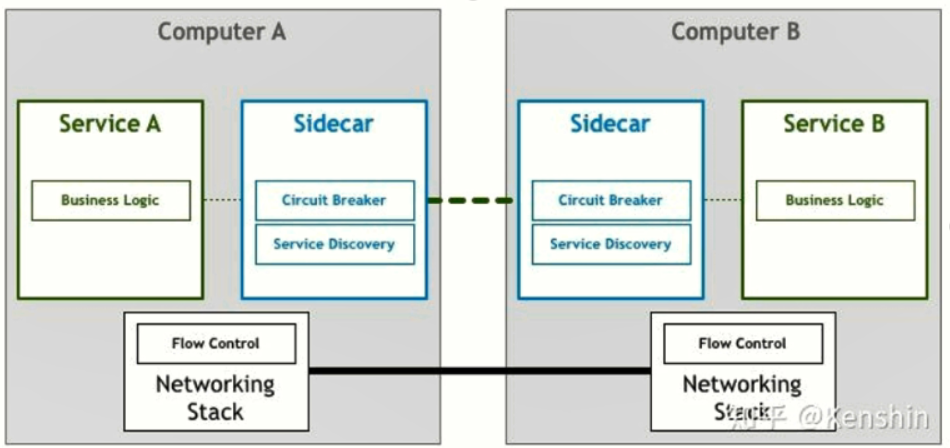 Computer A
Service A
Business Logic
Sidecar
Circuit Breaker
Service Discovery
Flow Control
Networking
Stack
Computer B
Sidecar
Circuit Breaker
Service Discovery
Service B
Business Logic
Flow Control
Networking
Stack
知乎 @Kenshin